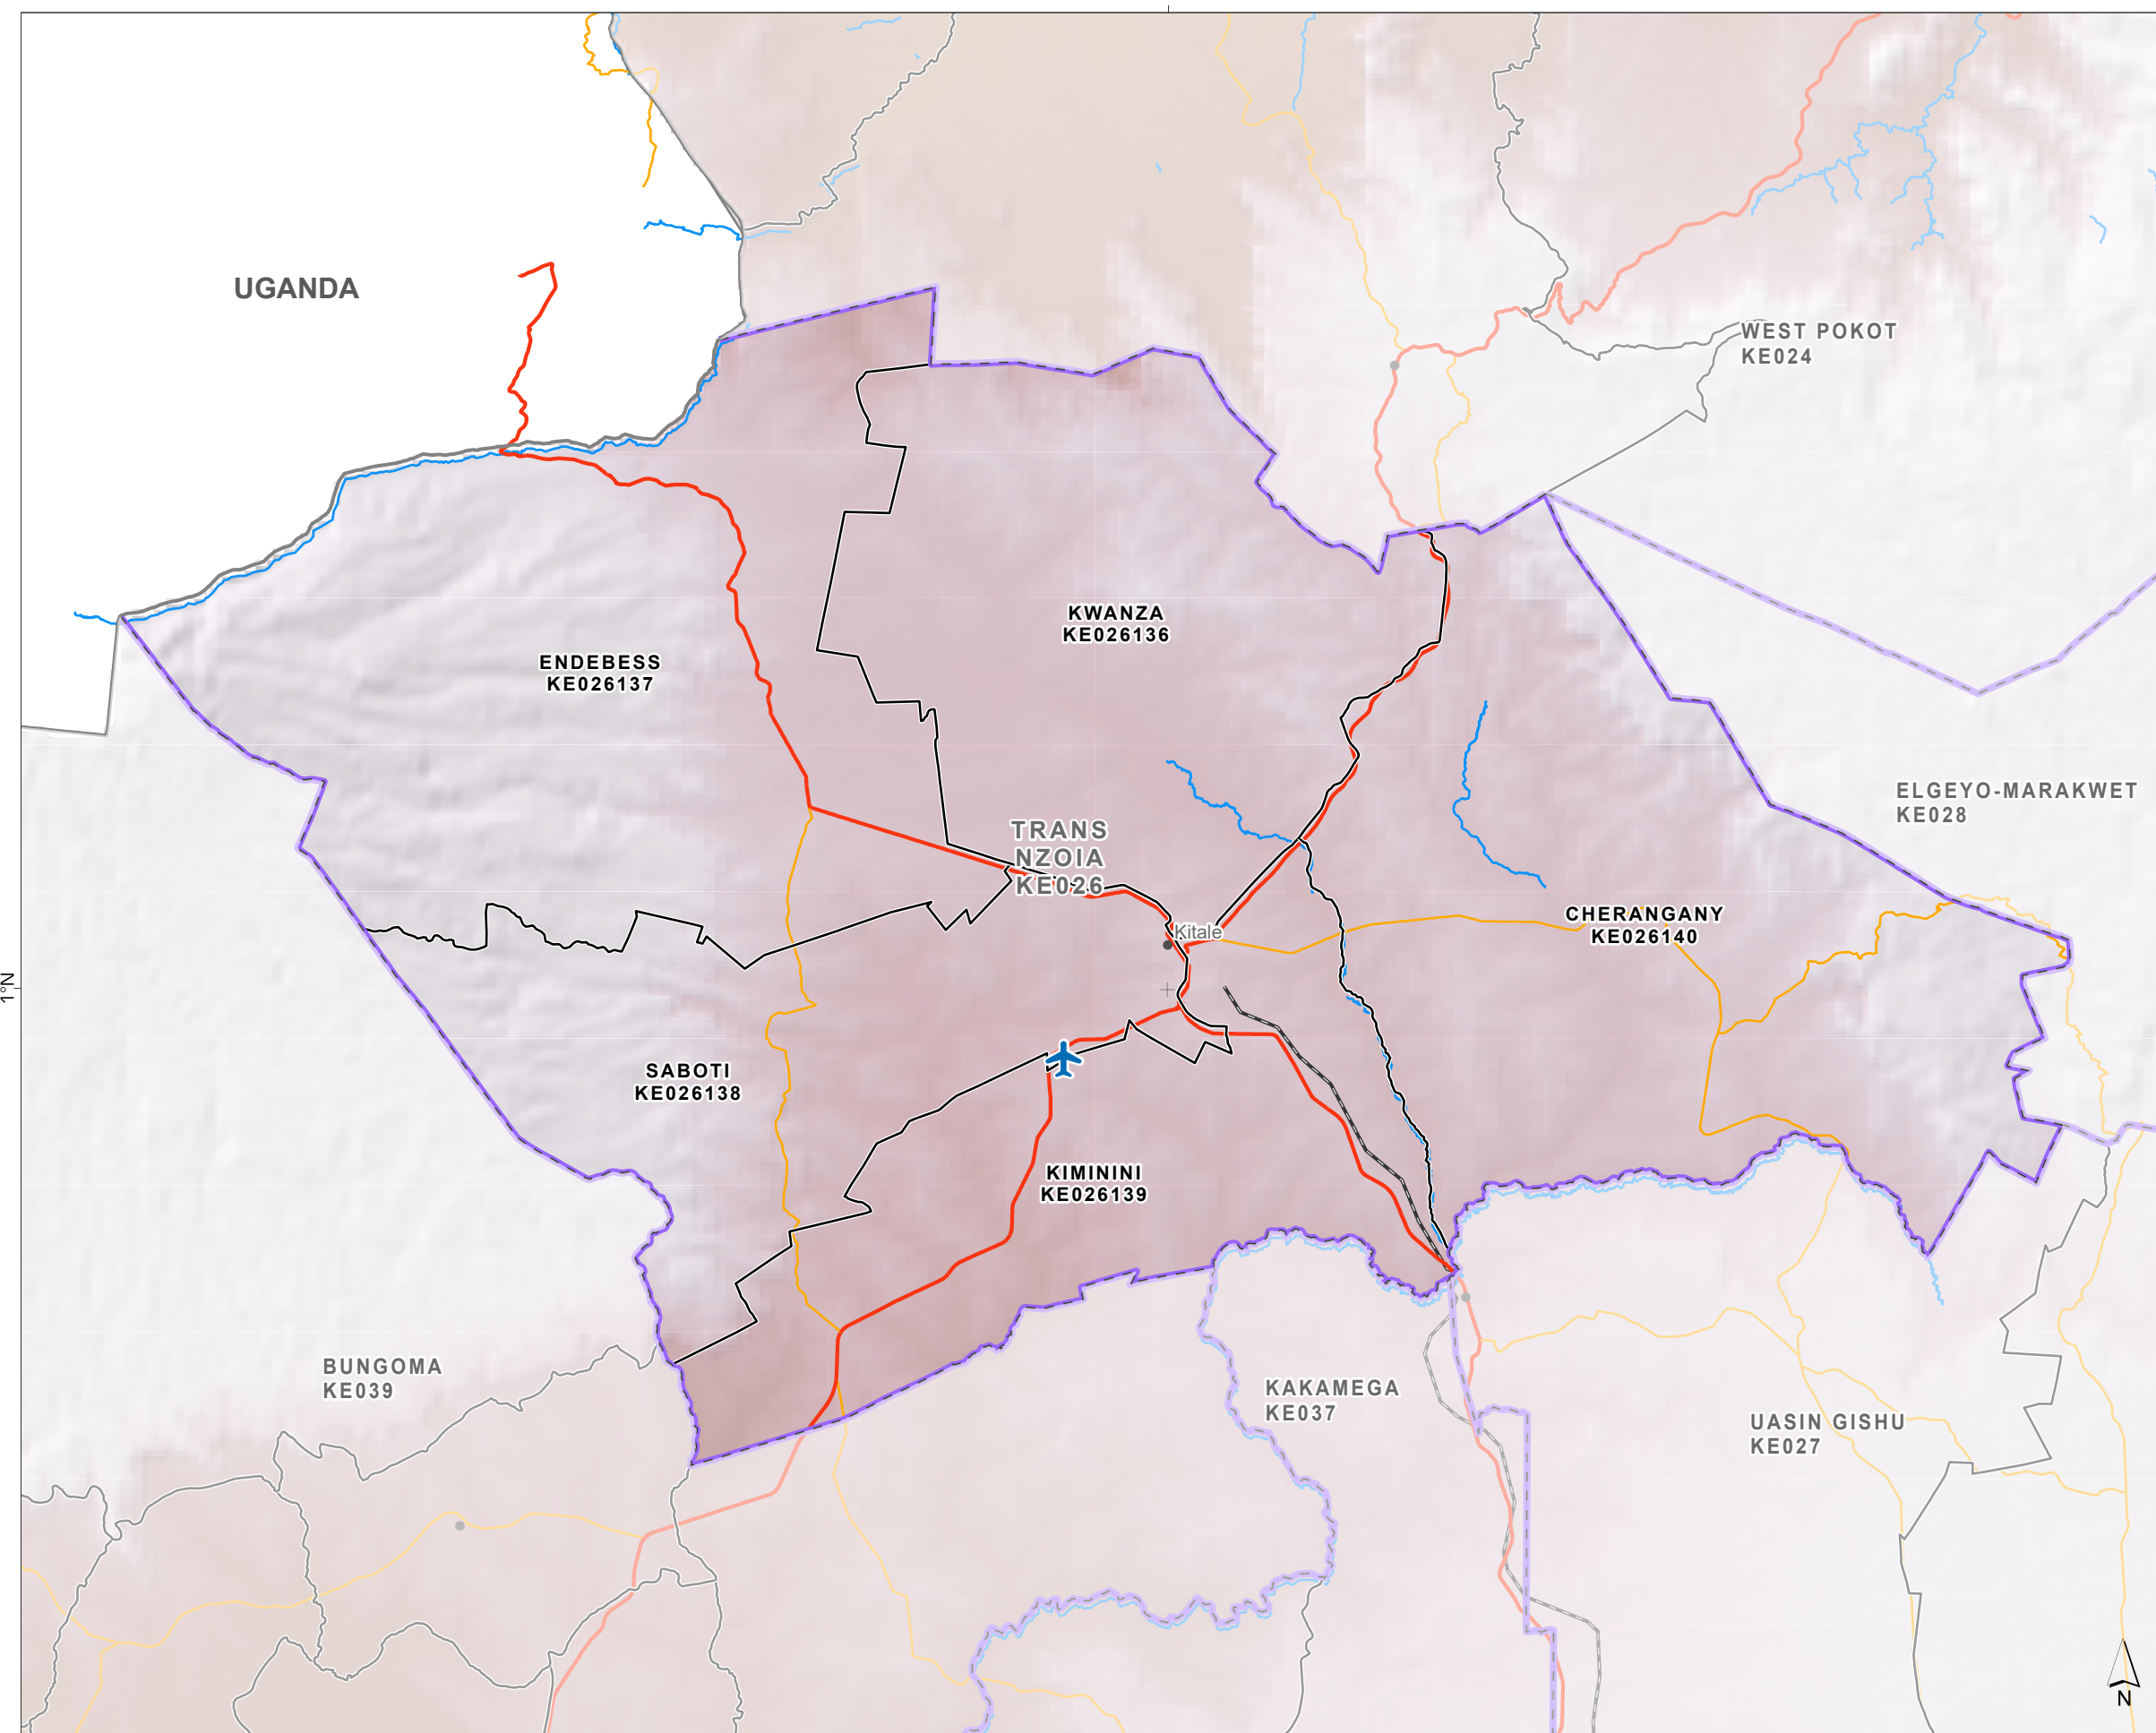 UGANDA
WEST POKOT
KE024
KWANZA
KE026136
ENDEBESS
KE026137
ELGEYO-MARAKWET
KE028
TRANS
NZOIA
KE026
CHERANGANY
KE026140
Kitale
1°N
SABOTI
KE026138
KIMININI
KE026139
BUNGOMA
KE039
KAKAMEGA
KE037
UASIN GISHU
KE027
N